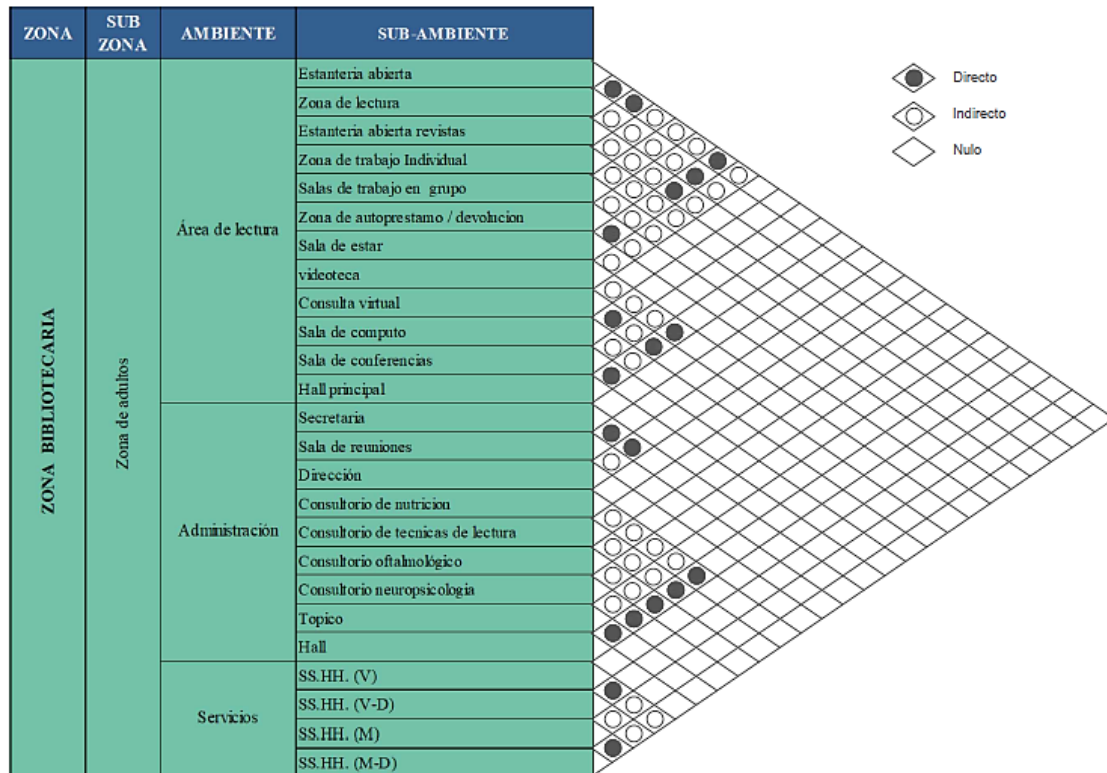 ZONA
SUB
ZONA
AMBIENTE
SUB-AMBIENTE
ZONA BIBLIOTECARIA
Zona de adultos
Área de lectura
Estanteria abierta
Zona de lectura
Estanteria abierta revistas
Zona de trabajo Individual
Salas de trabajo en grupo
Zona de autoprestamo / devolucion
Sala de estar
videoteca
Consulta virtual
Sala de computo
Sala de conferencias
Hall principal
Administración
Secretaria
Sala de reuniones
Dirección
Consultorio de nutricion
Consultorio de tecnicas de lectura
Consultorio oftalmológico
Consultorio neuropsicologia
Topico
Hall
Servicios
SS.HH. (V)
SS.HH. (V-D)
SS.HH. (M)
SS.HH. (M-D)
Directo
Indirecto
Nulo